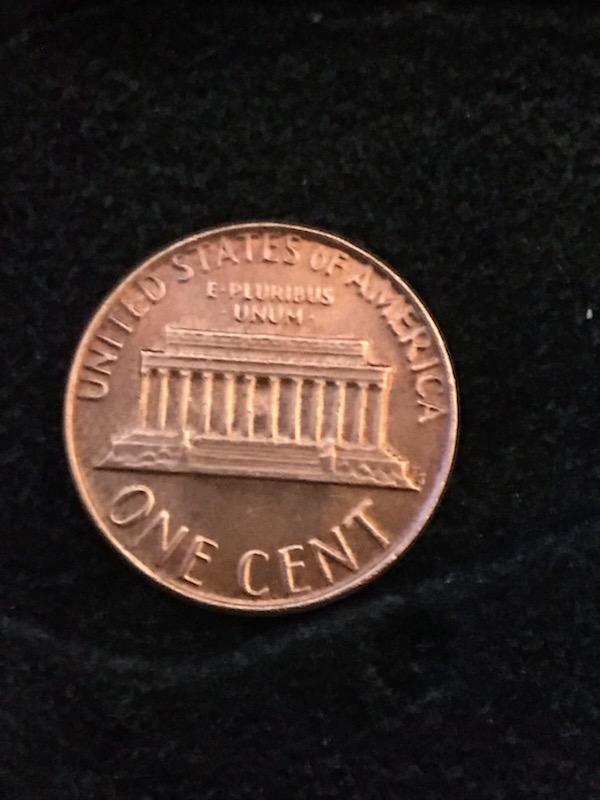 UNITED STATES OF AMERICA
E·PLURIBUS
·UNUM·
ONE CENT